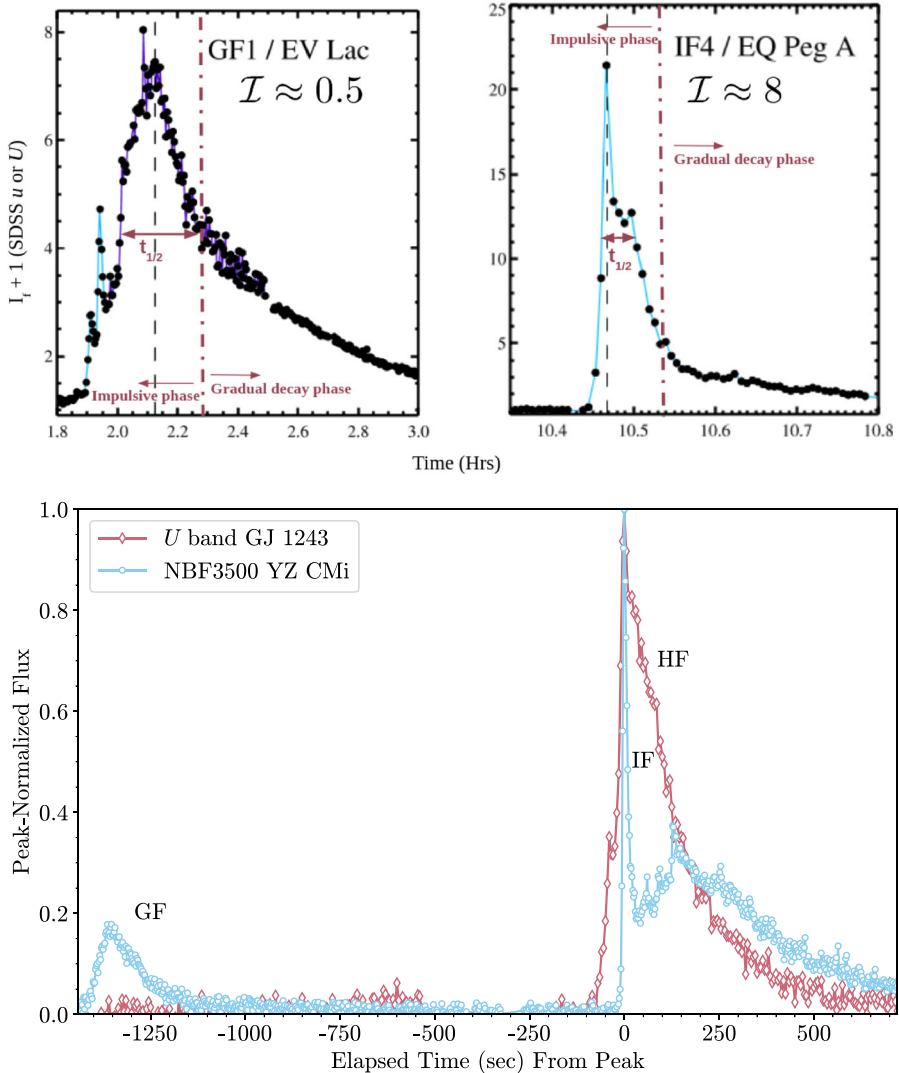 GF1 / EV Lac
I ≈ 0.5
I_f + 1 (SDSS u or U)
8
6
4
2
t_1/2
Impulsive phase
Gradual decay phase
1.8 2.0 2.2 2.4 2.6 2.8 3.0
Impulsive phase
IF4 / EQ Peg A
I ≈ 8
Gradual decay phase
25
20
15
10
5
t_1/2
10.4 10.5 10.6 10.7 10.8
Time (Hrs)
U band GJ 1243
NBF3500 YZ CMi
Peak-Normalized Flux
1.0
0.8
0.6
0.4
0.2
0.0
HF
IF
GF
-1250 -1000 -750 -500 -250 0 250 500
Elapsed Time (sec) From Peak